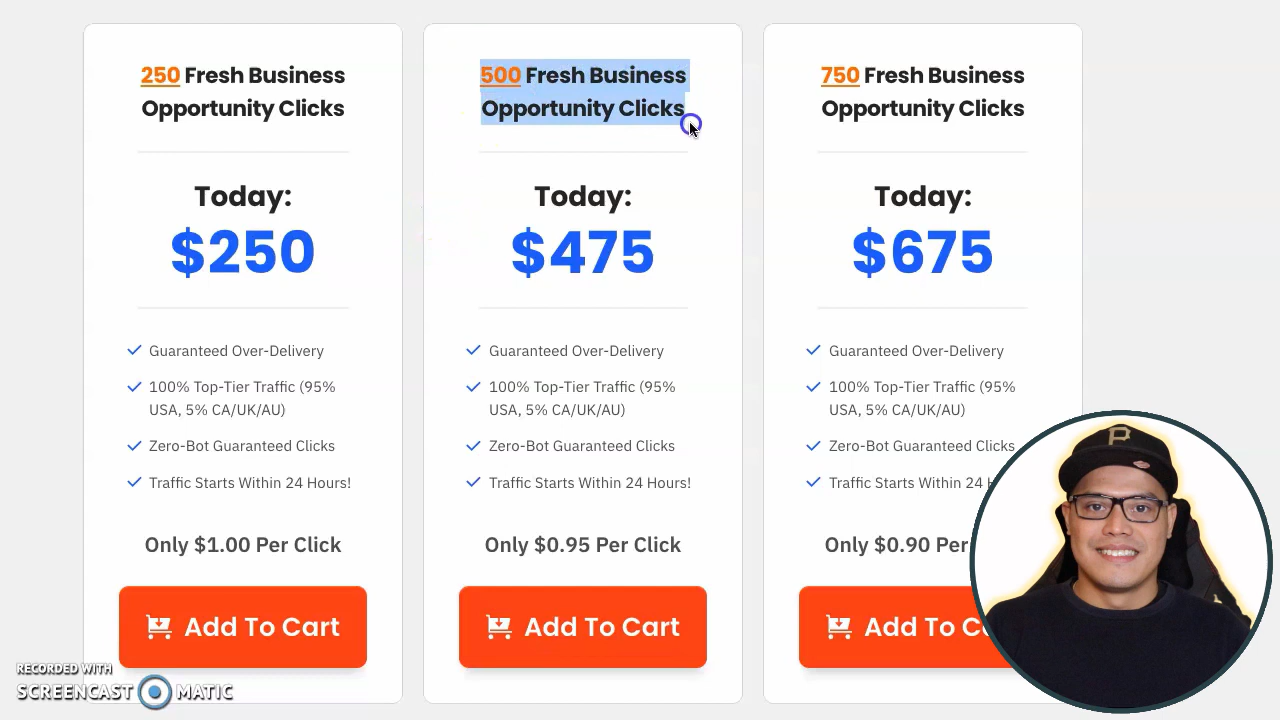 250 Fresh Business
Opportunity Clicks
Today:
$250
Guaranteed Over-Delivery
100% Top-Tier Traffic (95%
USA, 5% CA/UK/AU)
Zero-Bot Guaranteed Clicks
Traffic Starts Within 24 Hours!
Only $1.00 Per Click
Add To Cart
500 Fresh Business
Opportunity Clicks
Today:
$475
Guaranteed Over-Delivery
100% Top-Tier Traffic (95%
USA, 5% CA/UK/AU)
Zero-Bot Guaranteed Clicks
Traffic Starts Within 24 Hours!
Only $0.95 Per Click
Add To Cart
750 Fresh Business
Opportunity Clicks
Today:
$675
Guaranteed Over-Delivery
100% Top-Tier Traffic (95%
USA, 5% CA/UK/AU)
Zero-Bot Guaranteed Clicks
Traffic Starts Within 24
Only $0.90 Per
Add To
P
RECORDED WITH
SCREENCAST MATIC